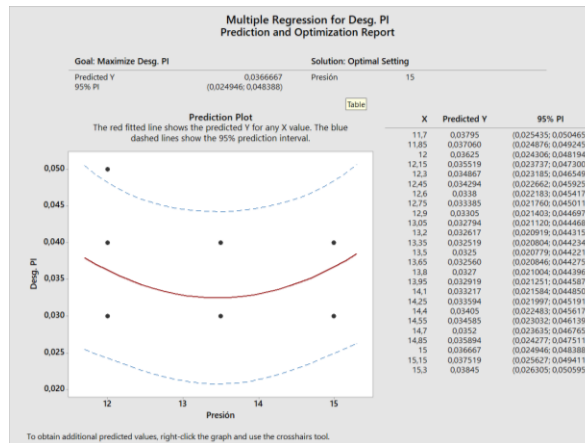 Multiple Regression for Desg. PI
Prediction and Optimization Report
Goal: Maximize Desg. PI
Solution: Optimal Setting
Predicted Y 0,0366667
95% PI (0,024946; 0,048388)
Presión 15
Table
Prediction Plot
The red fitted line shows the predicted Y for any X value. The blue
dashed lines show the 95% prediction interval.
0,050
0,045
0,040
0,035
0,030
0,025
0,020
Desg. PI
12 13 14 15
Presión
X Predicted Y 95% PI
11,7 0,03795 (0,025435; 0,050465)
11,85 0,037060 (0,024876; 0,049245)
12 0,03625 (0,024306; 0,048194)
12,15 0,035519 (0,023737; 0,047300)
12,3 0,034867 (0,023185; 0,046549)
12,45 0,034294 (0,022662; 0,045925)
12,6 0,0338 (0,022183; 0,045417)
12,75 0,033385 (0,021760; 0,045011)
12,9 0,03305 (0,021403; 0,044697)
13,05 0,032794 (0,021120; 0,044468)
13,2 0,032617 (0,020919; 0,044315)
13,35 0,032519 (0,020804; 0,044234)
13,5 0,0325 (0,020779; 0,044221)
13,65 0,032560 (0,020846; 0,044275)
13,8 0,0327 (0,021004; 0,044396)
13,95 0,032919 (0,021251; 0,044587)
14,1 0,033217 (0,021584; 0,044850)
14,25 0,033594 (0,021997; 0,045191)
14,4 0,03405 (0,022483; 0,045617)
14,55 0,034585 (0,023032; 0,046139)
14,7 0,0352 (0,023635; 0,046765)
14,85 0,035894 (0,024277; 0,047511)
15 0,036667 (0,024946; 0,048388)
15,15 0,037519 (0,025627; 0,049411)
15,3 0,03845 (0,026305; 0,050595)
To obtain additional predicted values, right-click the graph and use the crosshairs tool.